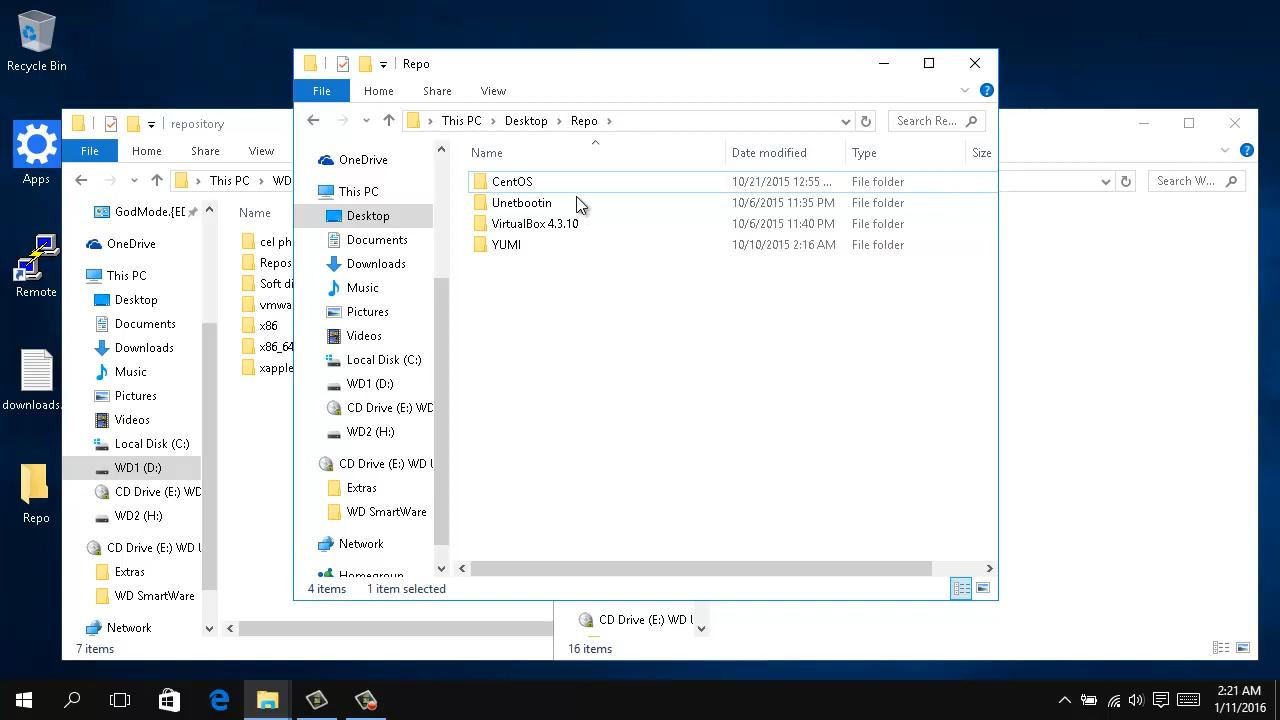 Recycle Bin
Apps
Remote
downloads.
Repo
repository
File
Home
Share
View
This PC
WD
Search W...
GodMode.{ED
OneDrive
This PC
Desktop
Documents
Downloads
Music
Pictures
Videos
Local Disk (C:)
WD1 (D:)
CD Drive (E:) WD
WD2 (H:)
CD Drive (E:) WD U
Extras
WD SmartWare
Network
Name
cel ph
Repos
Soft di
vmwa
x86
x86_64
xapple
7 items
Repo
File
Home
Share
View
This PC
Desktop
Repo
Search Re...
OneDrive
This PC
Desktop
Documents
Downloads
Music
Pictures
Videos
Local Disk (C:)
WD1 (D:)
CD Drive (E:) WD
WD2 (H:)
CD Drive (E:) WD U
Extras
WD SmartWare
Network
Homegroup
Name Date modified Type Size
CentOS 10/21/2015 12:55 ... File folder
Unetbootin 10/6/2015 11:35 PM File folder
VirtualBox 4.3.10 10/6/2015 11:40 PM File folder
YUMI 10/10/2015 2:16 AM File folder
4 items 1 item selected
CD Drive (E:) WD U
16 items
2:21 AM
1/11/2016